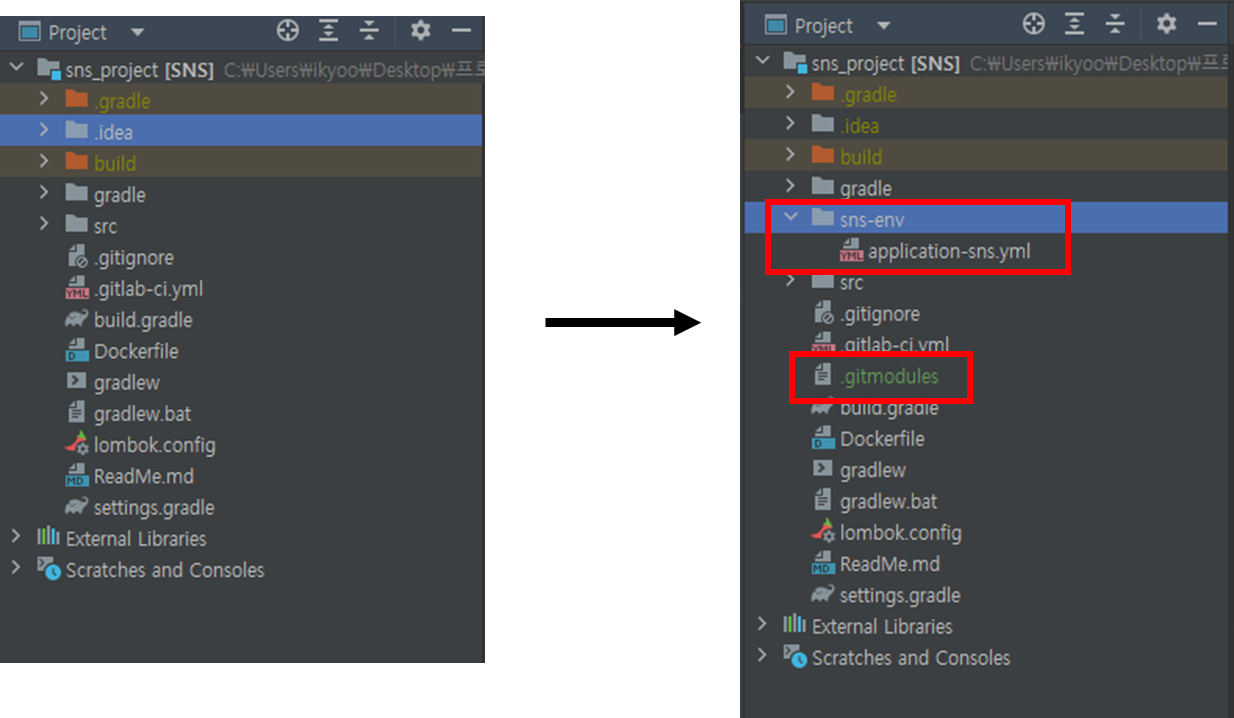 Project
sns_project [SNS] C:₩Users₩ikyoo₩Desktop₩프로
.gradle
.idea
build
gradle
src
.gitignore
.gitlab-ci.yml
build.gradle
Dockerfile
gradlew
gradlew.bat
lombok.config
ReadMe.md
settings.gradle
External Libraries
Scratches and Consoles
Project
sns_project [SNS] C:₩Users₩ikyoo₩Desktop₩프로
.gradle
.idea
build
gradle
sns-env
application-sns.yml
src
.gitignore
.gitlab-ci.yml
.gitmodules
build.gradle
Dockerfile
gradlew
gradlew.bat
lombok.config
ReadMe.md
settings.gradle
External Libraries
Scratches and Consoles